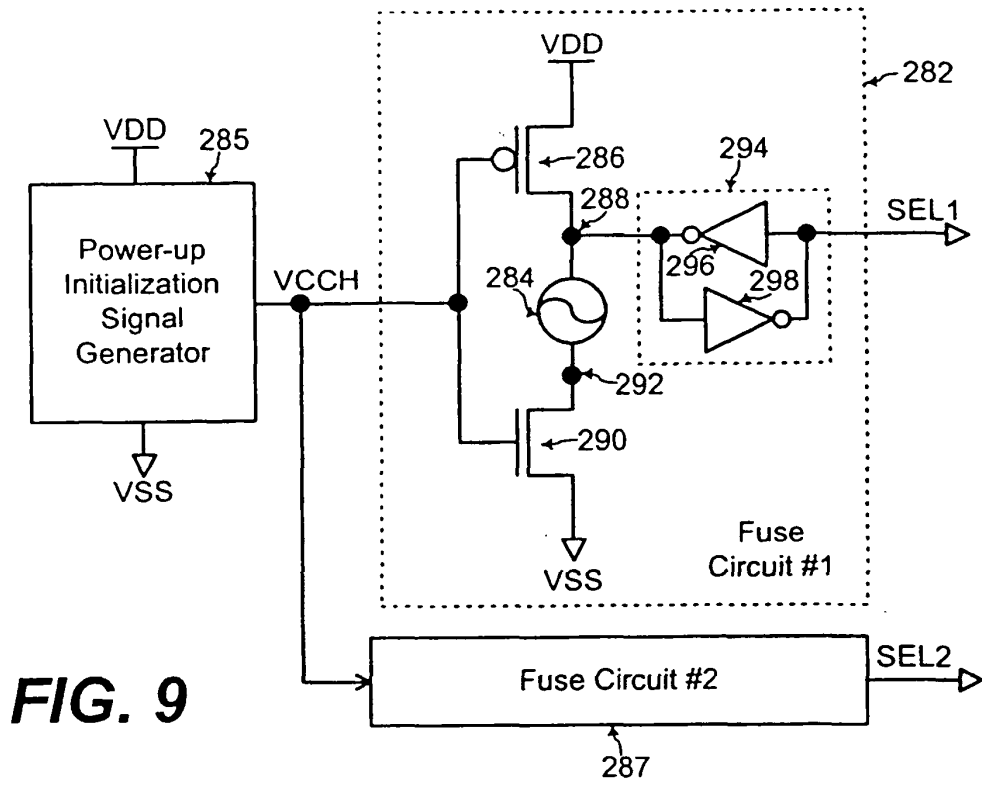 VDD
282
VDD
285
286
294
288
SEL1
Power-up
Initialization
Signal
Generator
VCCH
296
298
284
292
290
VSS
Fuse
Circuit #1
VSS
SEL2
Fuse Circuit #2
FIG. 9
287